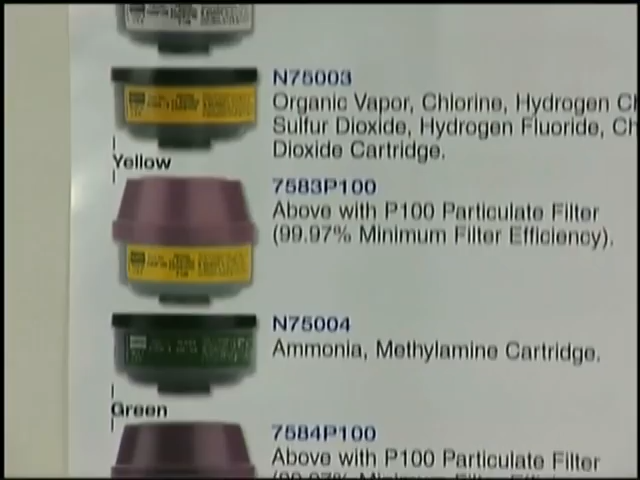 N75003
Organic Vapor, Chlorine, Hydrogen
Sulfur Dioxide, Hydrogen Fluoride,
Dioxide Cartridge.
Yellow
7583P100
Above with P100 Particulate Filter
(99.97% Minimum Filter Efficiency).
N75004
Ammonia, Methylamine Cartridge.
Green
7584P100
Above with P100 Particulate Filter